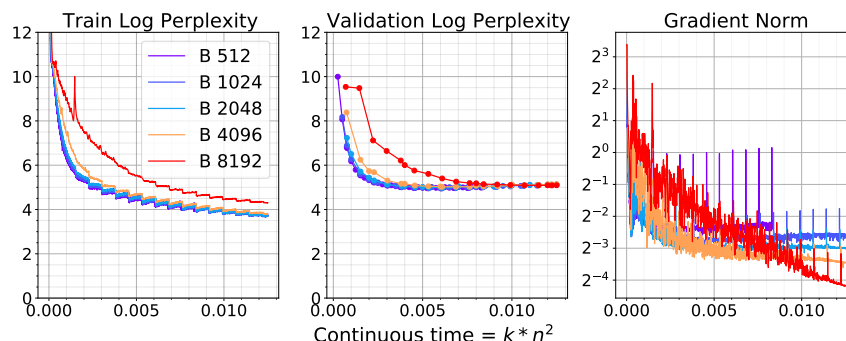 Train Log Perplexity
12
10
8
6
4
2
0
0.000 0.005 0.010
B 512
B 1024
B 2048
B 4096
B 8192
Validation Log Perplexity
12
10
8
6
4
2
0
0.000 0.005 0.010
Continuous time = k * n²
Gradient Norm
2³
2²
2¹
2⁰
2⁻¹
2⁻²
2⁻³
2⁻⁴
0.000 0.005 0.010